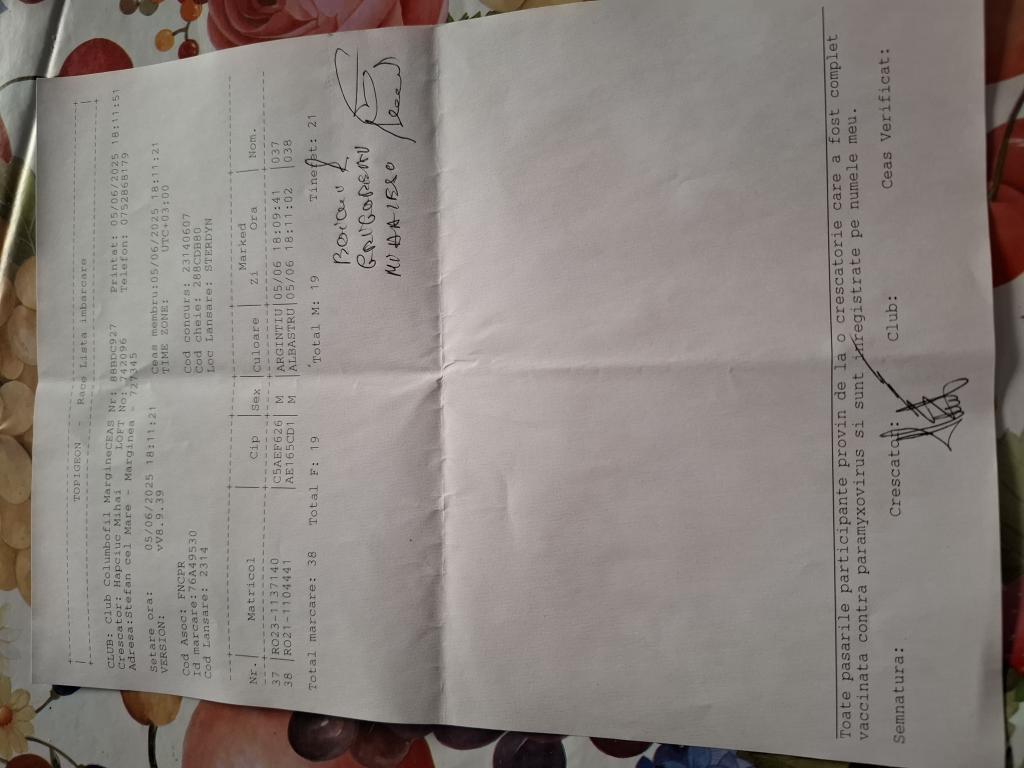 TOPIGEON - Race Lista imbarcare
CLUB: Club Columbofil MargineCEAS Nr: 88BDC927 Printat: 05/06/2025 18:11:51
Crescator: Hapciuc Mihai LOFT No: 742096 Telefon: 0752868179
Adresa:Stefan cel Mare - Marginea - 727345
Setare ora: 05/06/2025 18:11:21 Ceas membru:05/06/2025 18:11:21
VERSION: vV8.9.39 TIME ZONE: UTC+03:00
Cod Asoc: FNCPR Cod concurs: 23140607
Id marcare:76A49530 Cod cheie: 288CDB80
Cod Lansare: 2314 Loc Lansare: STERDYN
Marked
Nr. Matricol Cip Sex Culoare Zi Ora Nom.
37 |RO23-1137140 |C5AEF626| M |ARGINTIU|05/06 18:09:41 |037
38 |RO21-1104441 |AE165CD1| M |ALBASTRU|05/06 18:11:02 |038
Total marcare: 38 Total F: 19 Total M: 19 Tineret: 21
Toate pasarile participante provin de la o crescatorie care a fost complet
vaccinata contra paramyxovirus si sunt inregistrate pe numele meu.
Semnatura: Crescator: Club: Ceas Verificat: